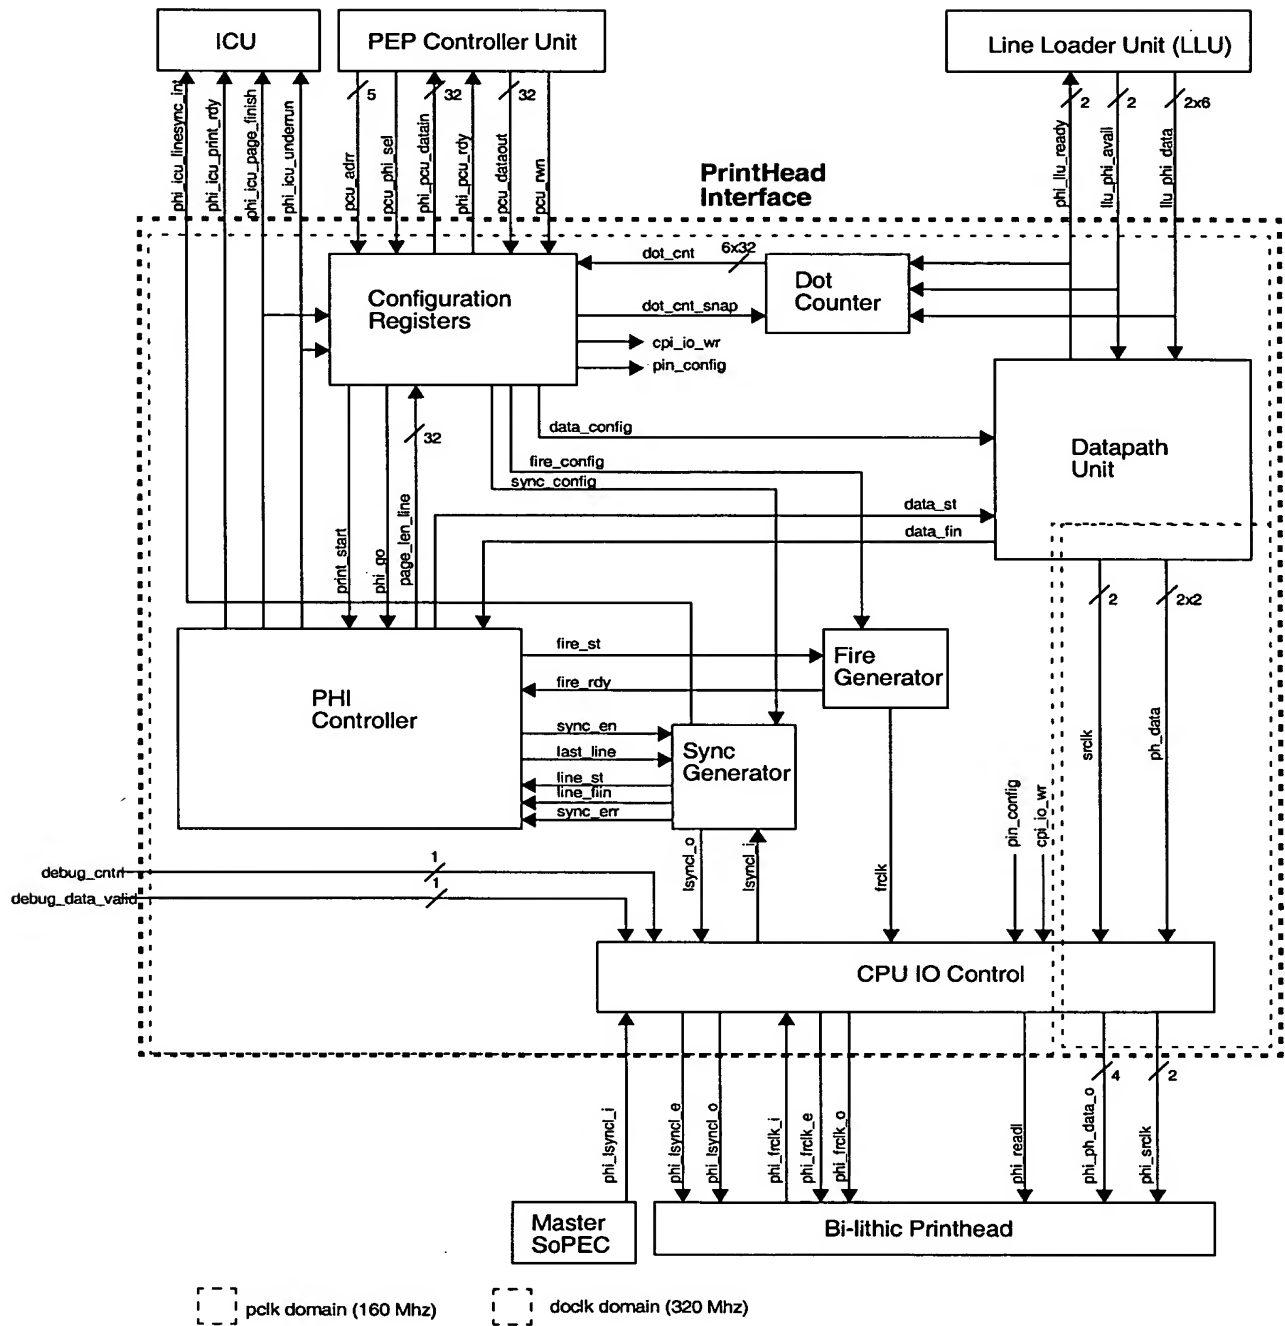 ICU
PEP Controller Unit
Line Loader Unit (LLU)
phi_icu_linesync_int
phi_icu_print_rdy
phi_icu_page_finish
phi_icu_underrun
5
pcu_adrr
pcu_phi_sel
32
phi_pcu_datain
phi_pcu_rdy
32
pcu_dataout
pcu_rwn
2
phi_llu_ready
2
llu_phi_avail
2x6
llu_phi_data
PrintHead
Interface
Configuration
Registers
dot_cnt
6x32
dot_cnt_snap
Dot
Counter
cpi_io_wr
pin_config
data_config
fire_config
sync_config
Datapath
Unit
32
print_start
phi_go
page_len_line
data_st
data_fin
2
2x2
srclk
ph_data
PHI
Controller
fire_st
fire_rdy
Fire
Generator
sync_en
last_line
line_st
line_fiin
sync_err
Sync
Generator
lsyncl_o
lsyncl_i
frclk
pin_config
cpi_io_wr
debug_cntrl
1
debug_data_valid
1
CPU IO Control
phi_lsyncl_i
phi_lsyncl_e
phi_lsyncl_o
phi_frclk_i
phi_frclk_e
phi_frclk_o
phi_readl
4
phi_ph_data_o
2
phi_srclk
Master
SoPEC
Bi-lithic Printhead
pclk domain (160 Mhz)
doclk domain (320 Mhz)